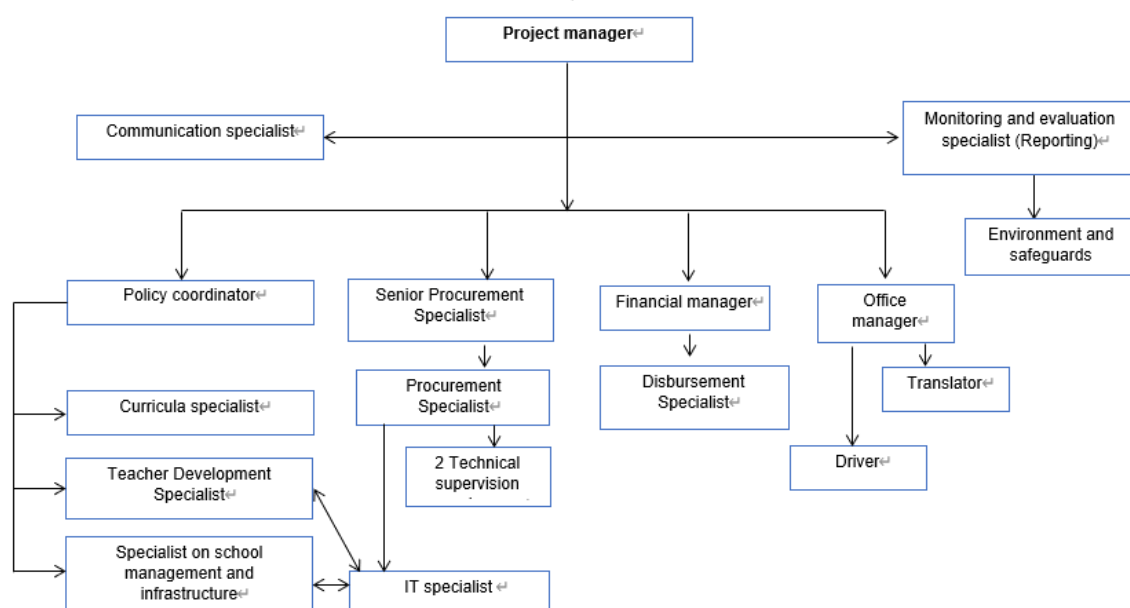 Project manager
Communication specialist
Monitoring and evaluation
specialist (Reporting)
Environment and
safeguards
Policy coordinator
Senior Procurement
Specialist
Financial manager
Office
manager
Procurement
Specialist
Disbursement
Specialist
Translator
Curricula specialist
2 Technical
supervision
Driver
Teacher Development
Specialist
Specialist on school
management and
infrastructure
IT specialist